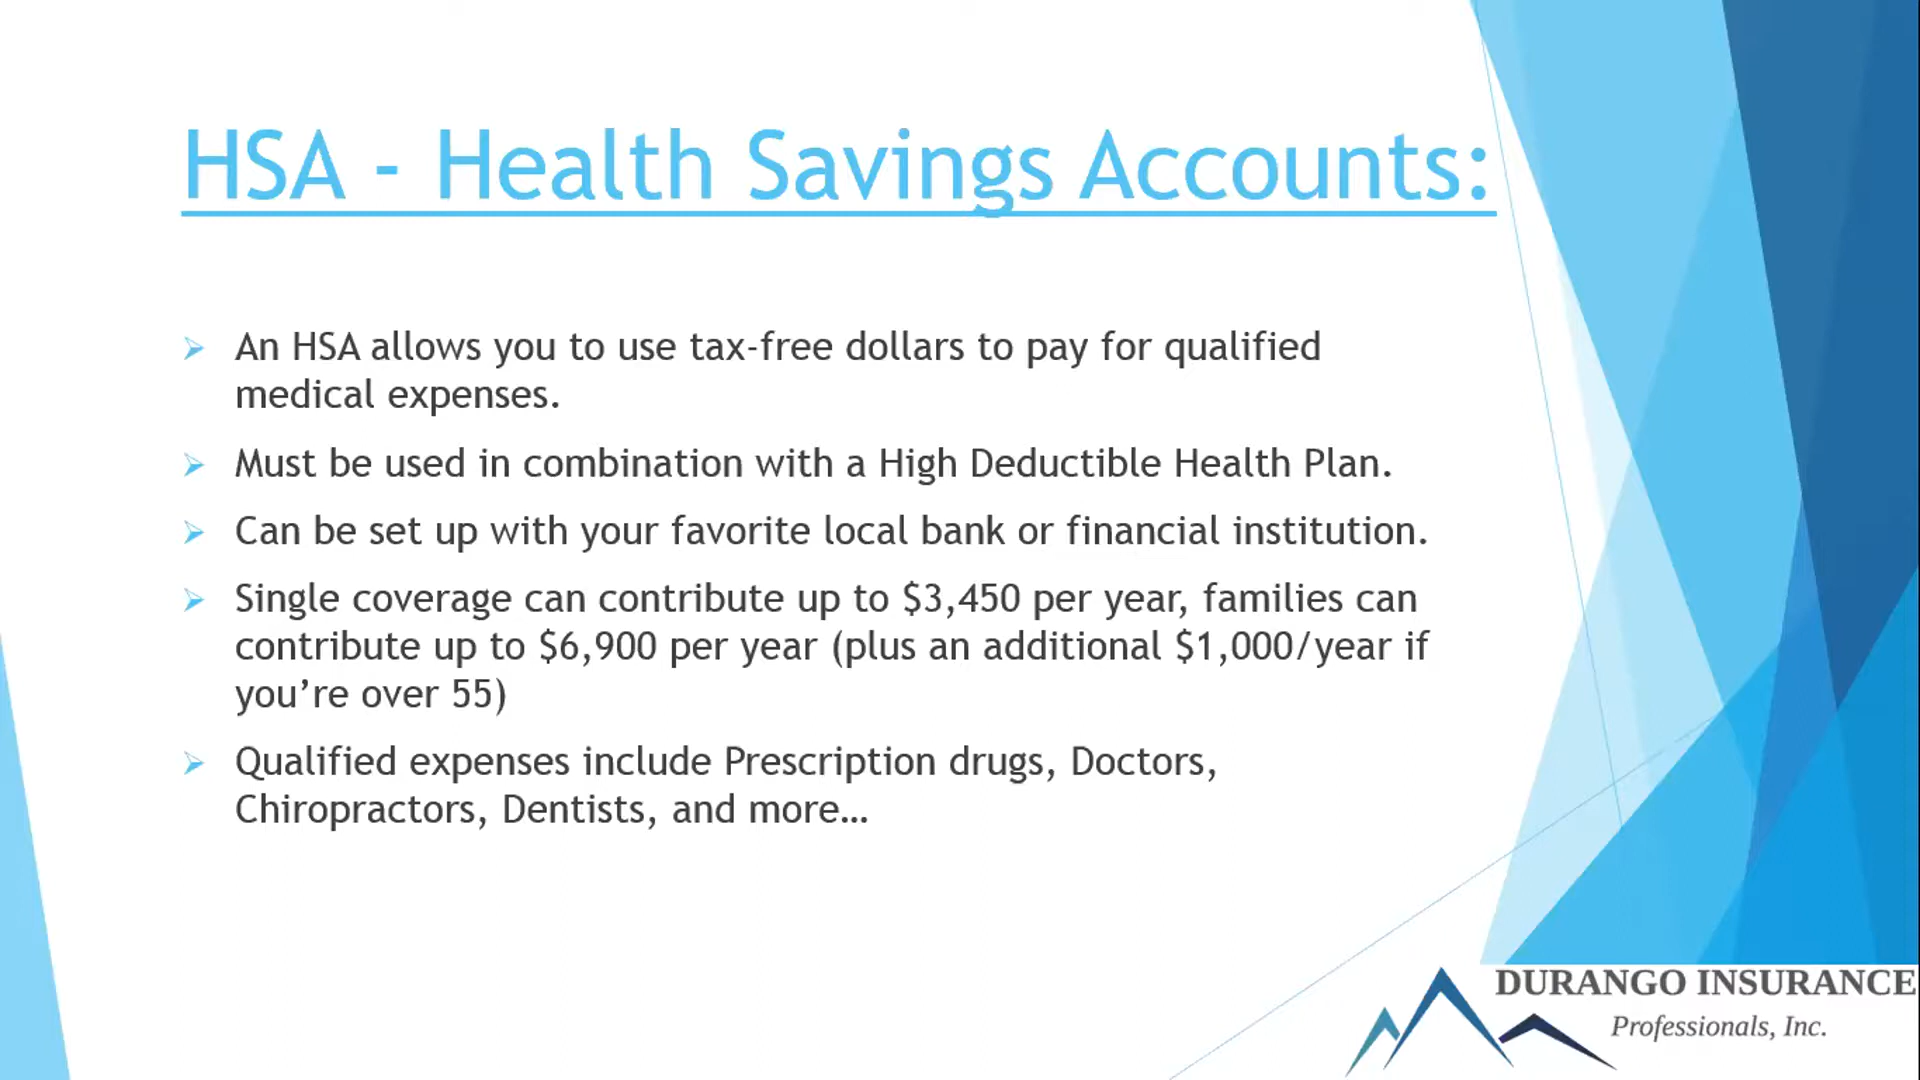 HSA - Health Savings Accounts:
An HSA allows you to use tax-free dollars to pay for qualified
medical expenses.
Must be used in combination with a High Deductible Health Plan.
Can be set up with your favorite local bank or financial institution.
Single coverage can contribute up to $3,450 per year, families can
contribute up to $6,900 per year (plus an additional $1,000/year if
you’re over 55)
Qualified expenses include Prescription drugs, Doctors,
Chiropractors, Dentists, and more…
DURANGO INSURANCE
Professionals, Inc.